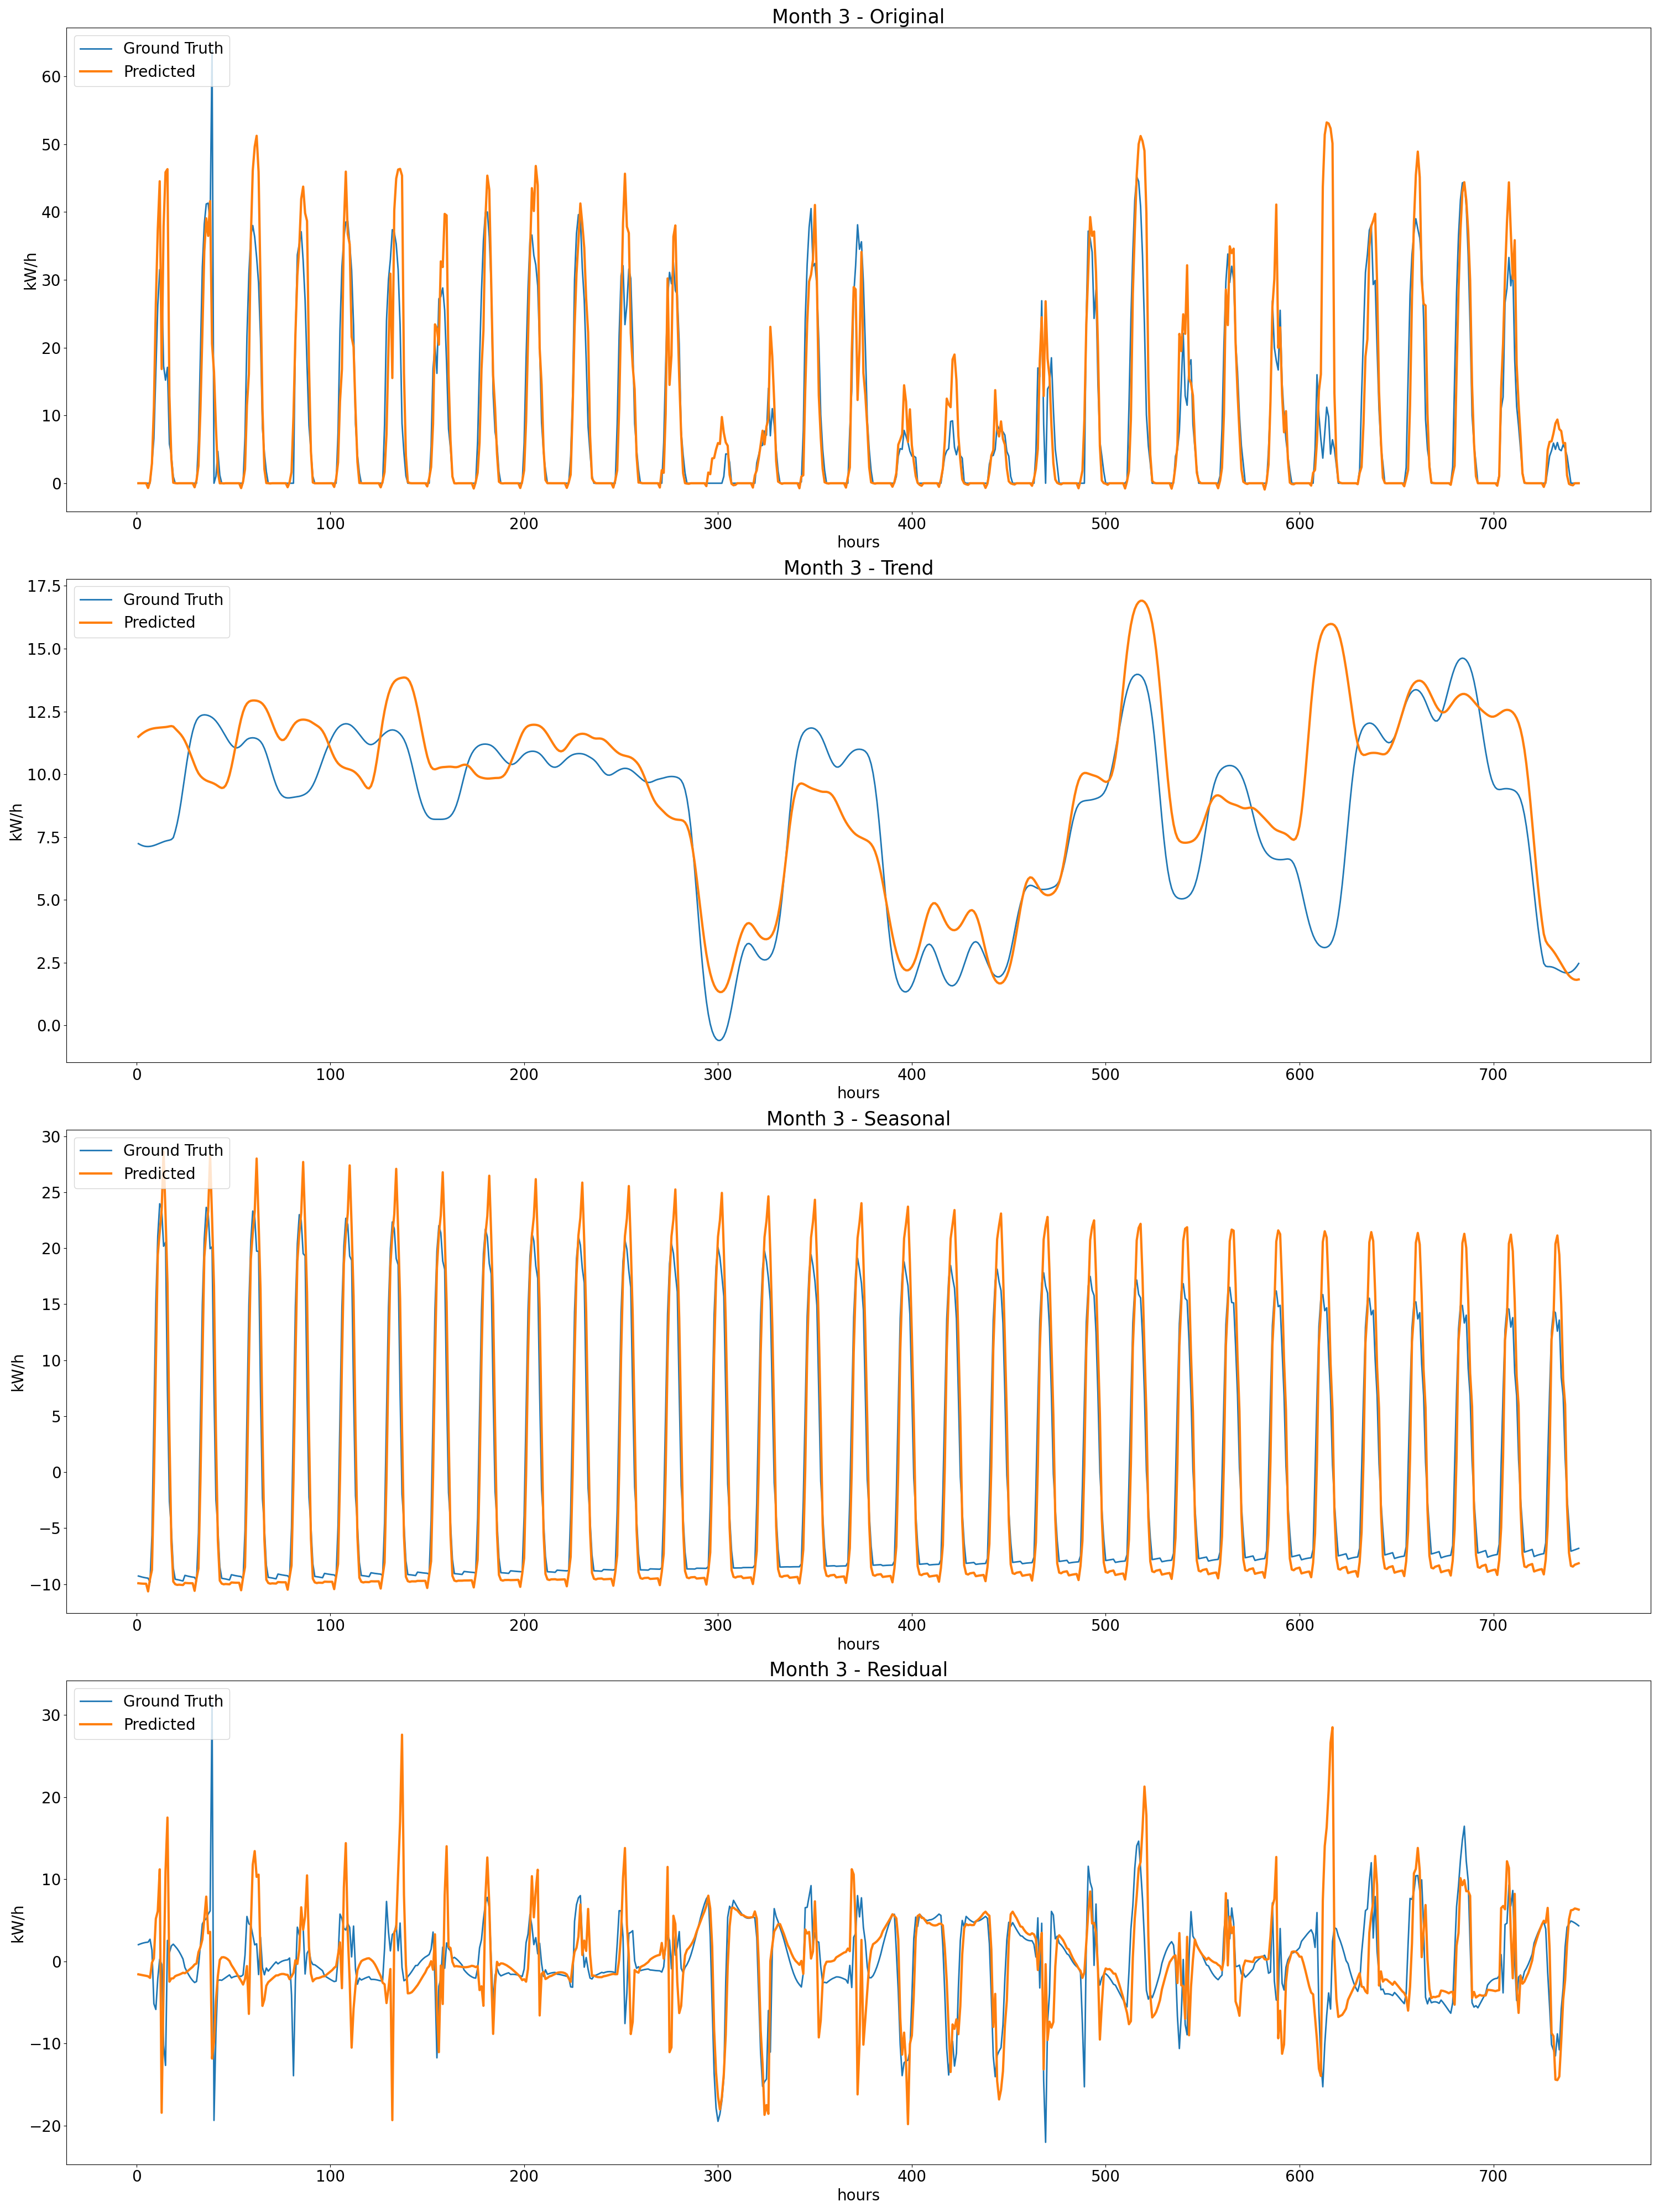 Month 3 - Original
Ground Truth
Predicted
60
50
40
30
20
10
0
kW/h
0 100 200 300 400 500 600 700
hours
Month 3 - Trend
Ground Truth
Predicted
17.5
15.0
12.5
10.0
7.5
5.0
2.5
0.0
kW/h
0 100 200 300 400 500 600 700
hours
Month 3 - Seasonal
Ground Truth
Predicted
30
25
20
15
10
5
0
−5
−10
kW/h
0 100 200 300 400 500 600 700
hours
Month 3 - Residual
Ground Truth
Predicted
30
20
10
0
−10
−20
kW/h
0 100 200 300 400 500 600 700
hours